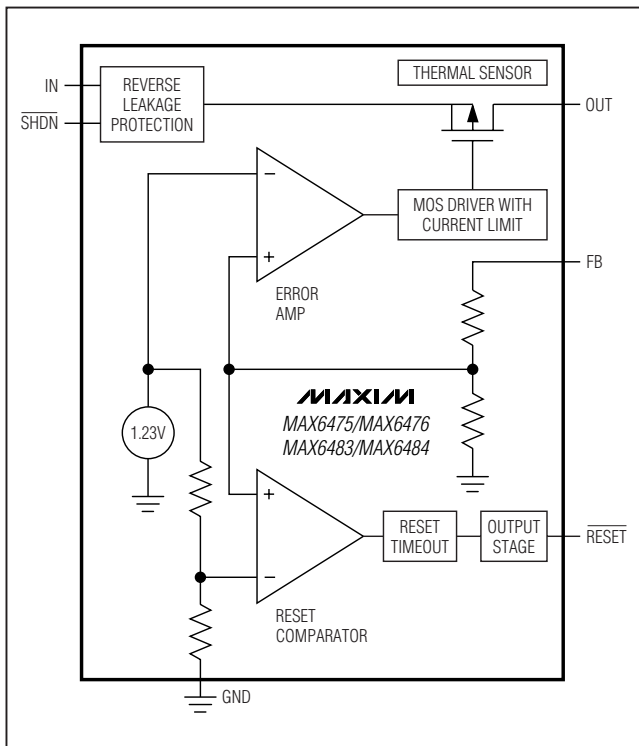 IN
SHDN
REVERSE
LEAKAGE
PROTECTION
THERMAL SENSOR
OUT
−
+
ERROR
AMP
MOS DRIVER WITH
CURRENT LIMIT
FB
1.23V
MAXIM
MAX6475/MAX6476
MAX6483/MAX6484
+
−
RESET
COMPARATOR
RESET
TIMEOUT
OUTPUT
STAGE
RESET
GND